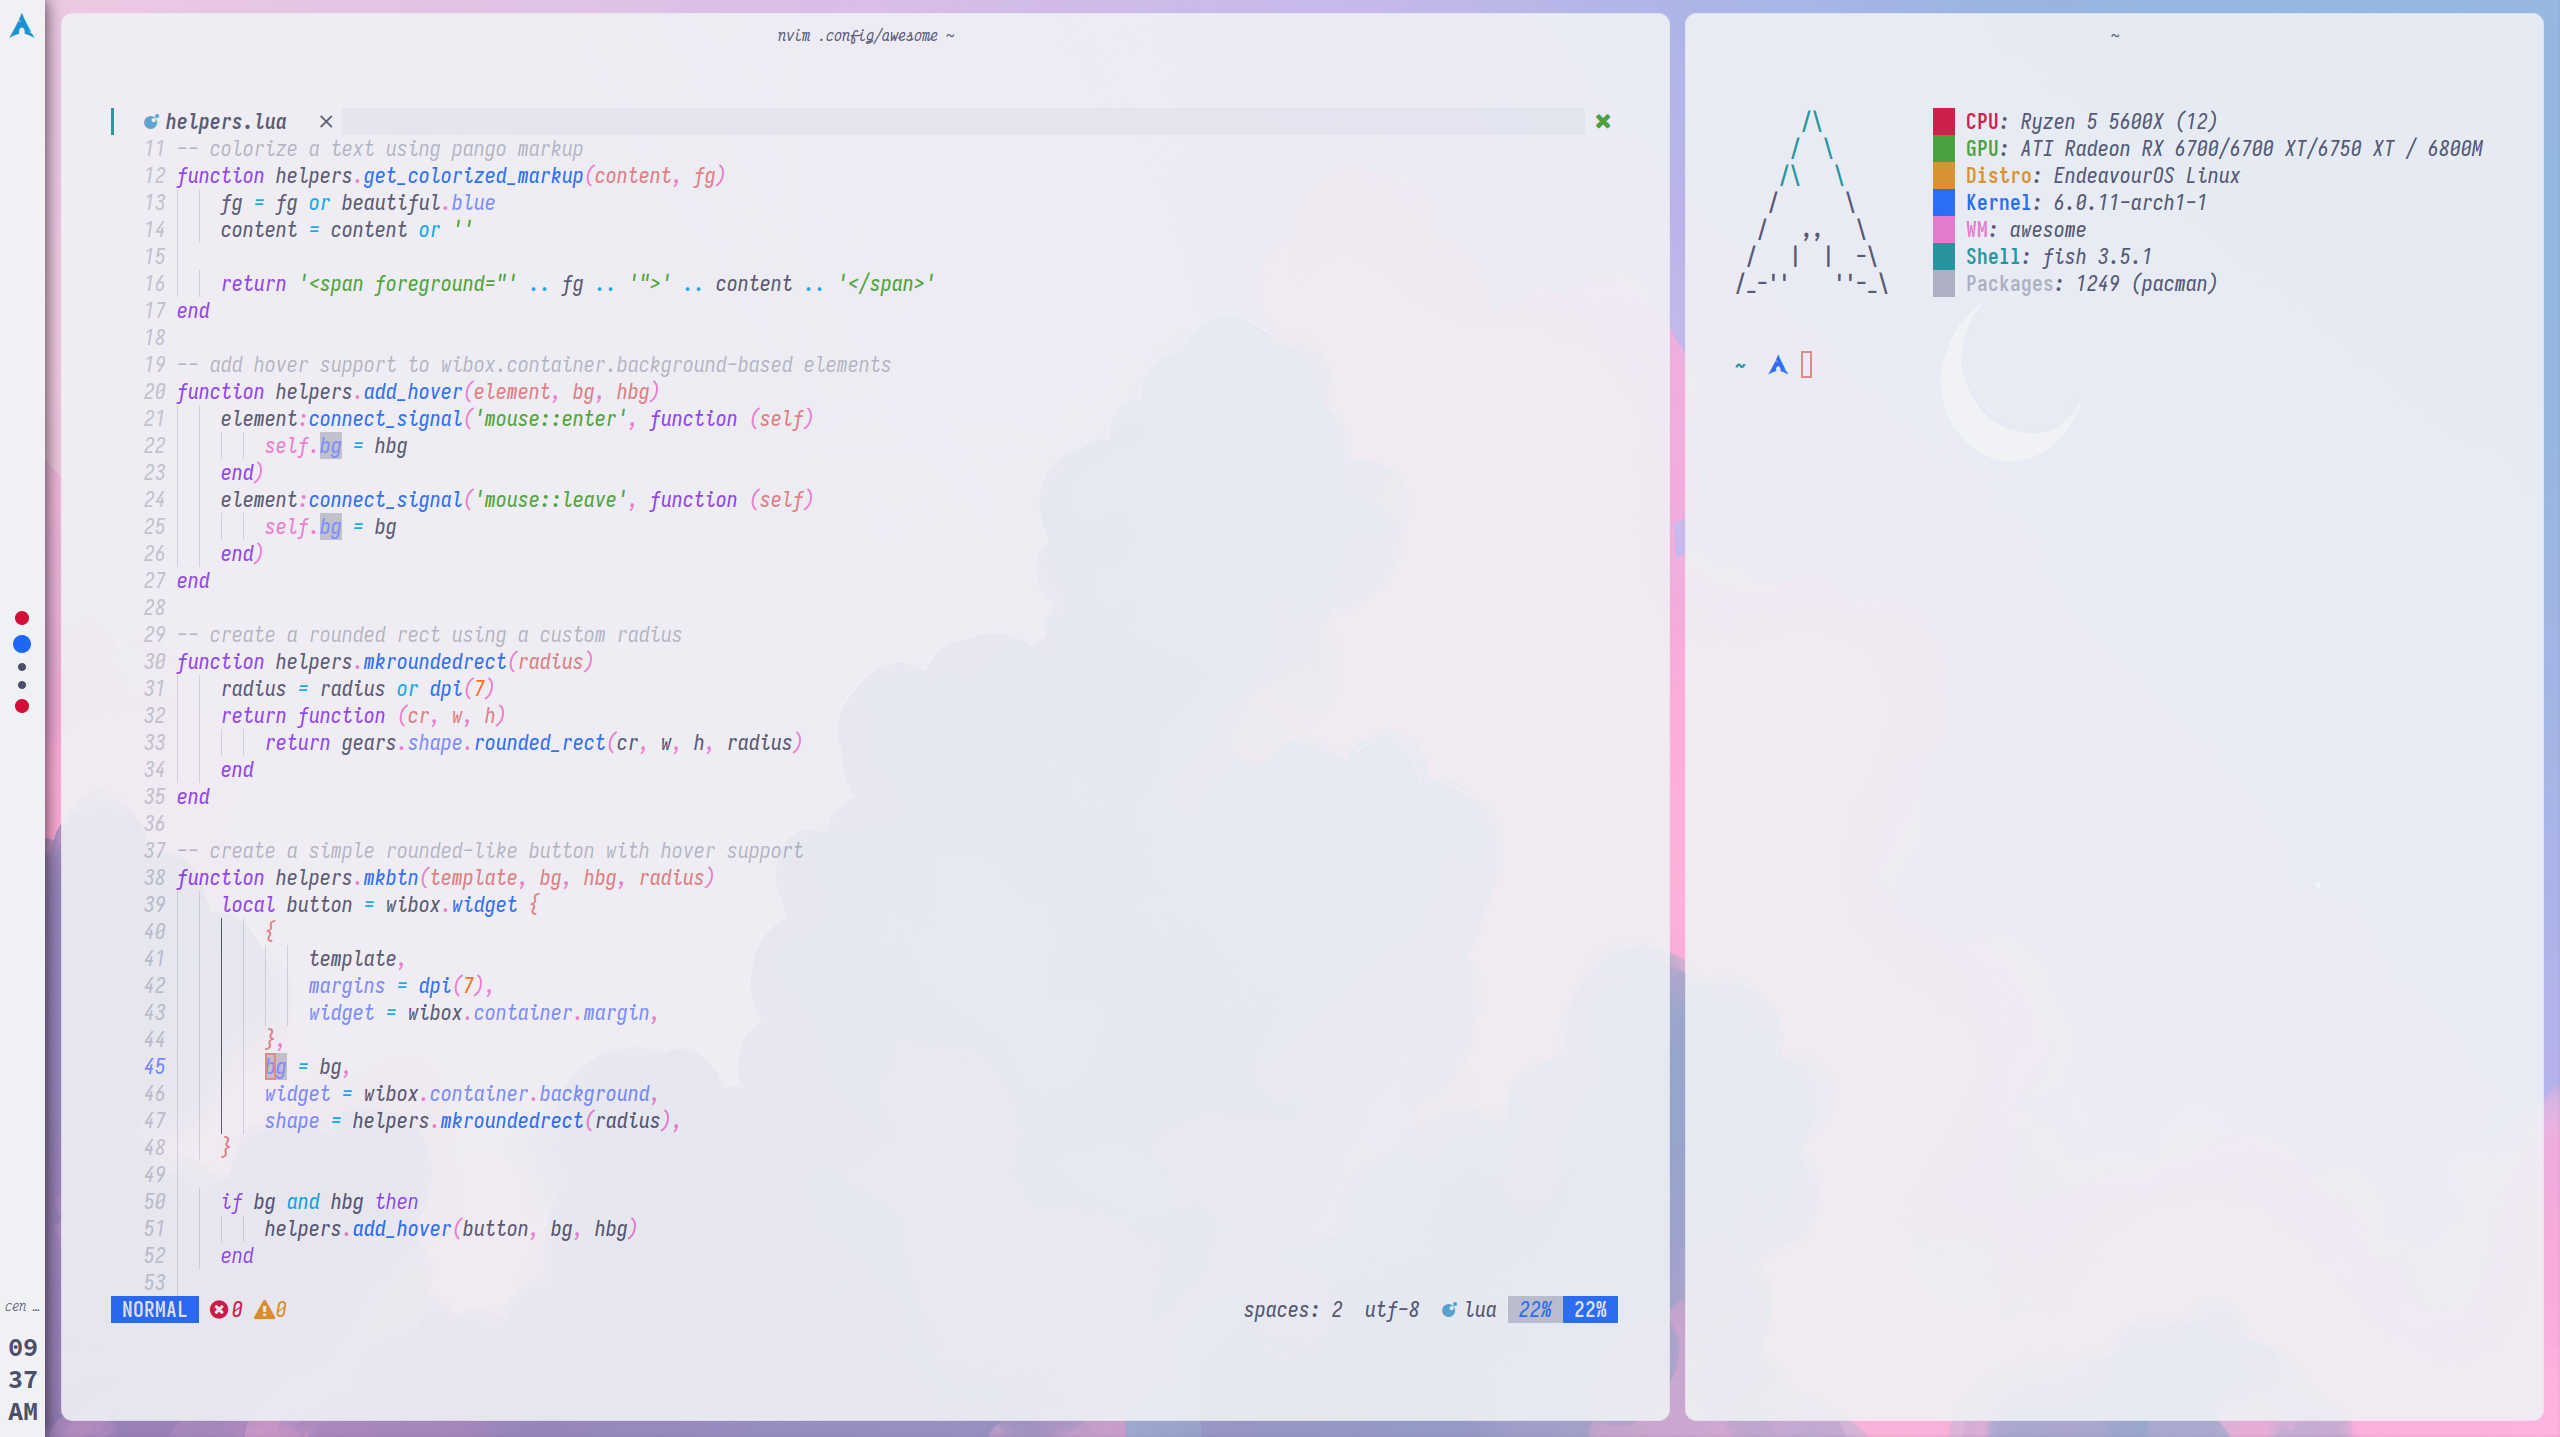 nvim .config/awesome ~
helpers.lua ×
11 -- colorize a text using pango markup
12 function helpers.get_colorized_markup(content, fg)
13     fg = fg or beautiful.blue
14     content = content or ''
15
16     return '<span foreground="' .. fg .. '">' .. content .. '</span>'
17 end
18
19 -- add hover support to wibox.container.background-based elements
20 function helpers.add_hover(element, bg, hbg)
21     element:connect_signal('mouse::enter', function (self)
22         self.bg = hbg
23     end)
24     element:connect_signal('mouse::leave', function (self)
25         self.bg = bg
26     end)
27 end
28
29 -- create a rounded rect using a custom radius
30 function helpers.mkroundedrect(radius)
31     radius = radius or dpi(7)
32     return function (cr, w, h)
33         return gears.shape.rounded_rect(cr, w, h, radius)
34     end
35 end
36
37 -- create a simple rounded-like button with hover support
38 function helpers.mkbtn(template, bg, hbg, radius)
39     local button = wibox.widget {
40         {
41             template,
42             margins = dpi(7),
43             widget = wibox.container.margin,
44         },
45         bg = bg,
46         widget = wibox.container.background,
47         shape = helpers.mkroundedrect(radius),
48     }
49
50     if bg and hbg then
51         helpers.add_hover(button, bg, hbg)
52     end
53
NORMAL 0 0 spaces: 2 utf-8 lua 22% 22%
~
/\
/  \
/\   \
/      \
/   ,,   \
/   |  |  -\
/_-''    ''-_\
CPU: Ryzen 5 5600X (12)
GPU: ATI Radeon RX 6700/6700 XT/6750 XT / 6800M
Distro: EndeavourOS Linux
Kernel: 6.0.11-arch1-1
WM: awesome
Shell: fish 3.5.1
Packages: 1249 (pacman)
~
cen …
09
37
AM